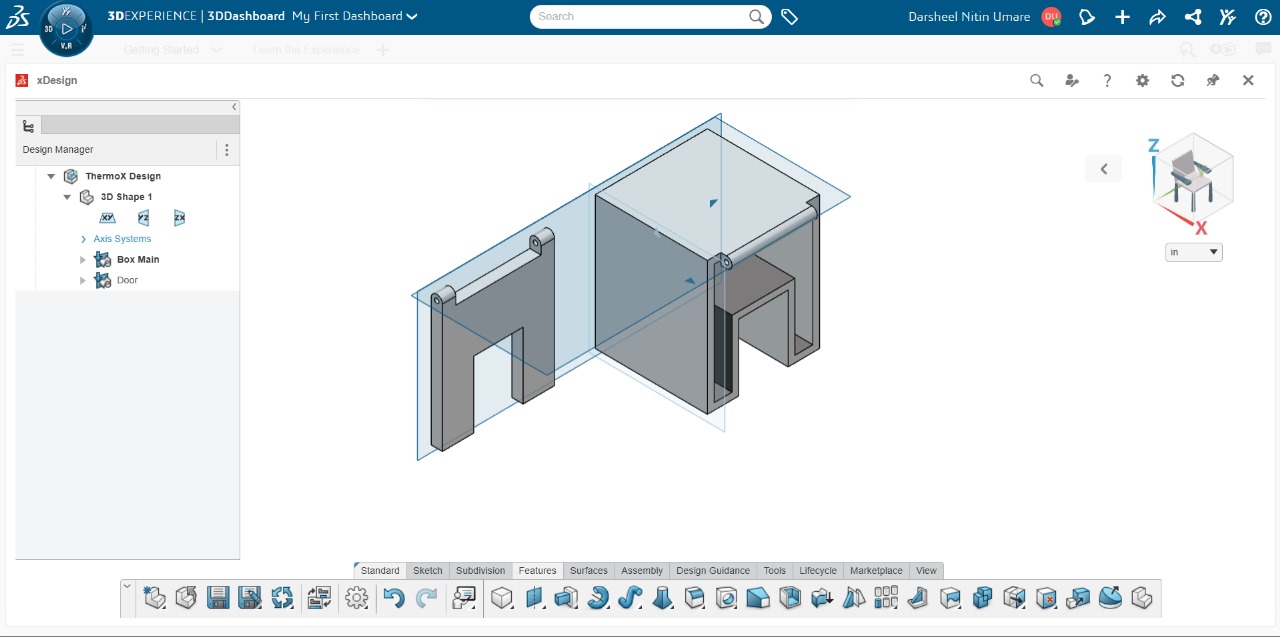 3DEXPERIENCE | 3DDashboard My First Dashboard
Search
Darsheel Nitin Umare
DU
3D
V.R
Getting Started
Learn the Experience
xDesign
Design Manager
ThermoX Design
3D Shape 1
XY
YZ
ZX
Axis Systems
Box Main
Door
Z
X
in
Standard
Sketch
Subdivision
Features
Surfaces
Assembly
Design Guidance
Tools
Lifecycle
Marketplace
View